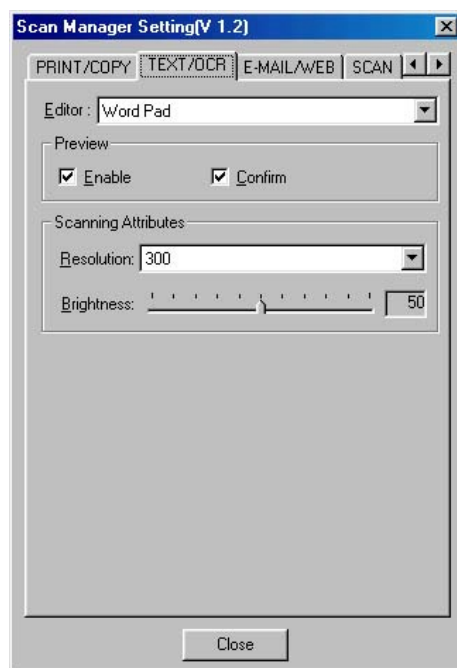 Scan Manager Setting(V 1.2)
PRINT/COPY TEXT/OCR E-MAIL/WEB SCAN
Editor : Word Pad
Preview
Enable Confirm
Scanning Attributes
Resolution: 300
Brightness: 50
Close